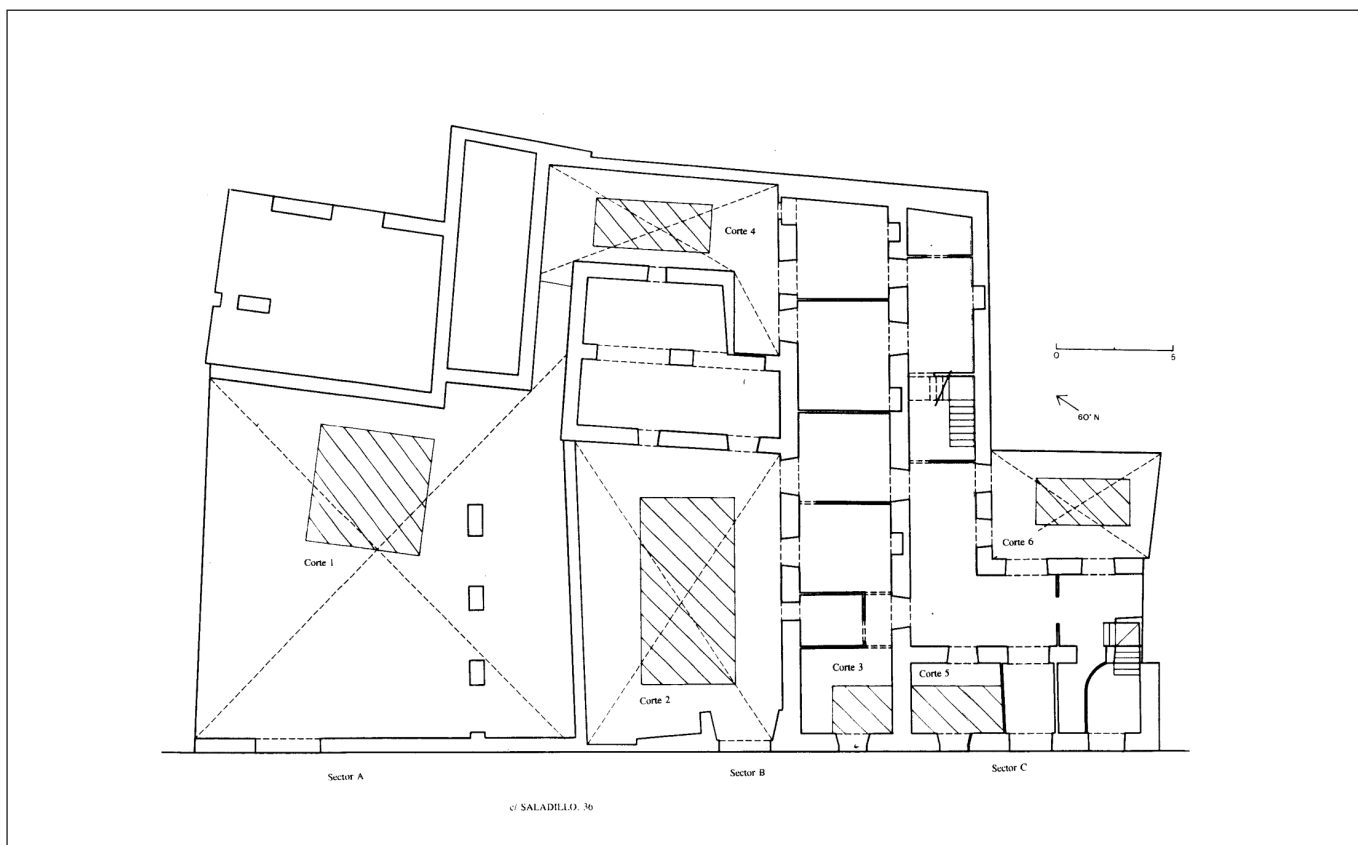 Corte 4
0 5
60° N
Corte 6
Corte 1
Corte 3
Corte 5
Corte 2
Sector A
Sector B
Sector C
c/ SALADILLO. 36